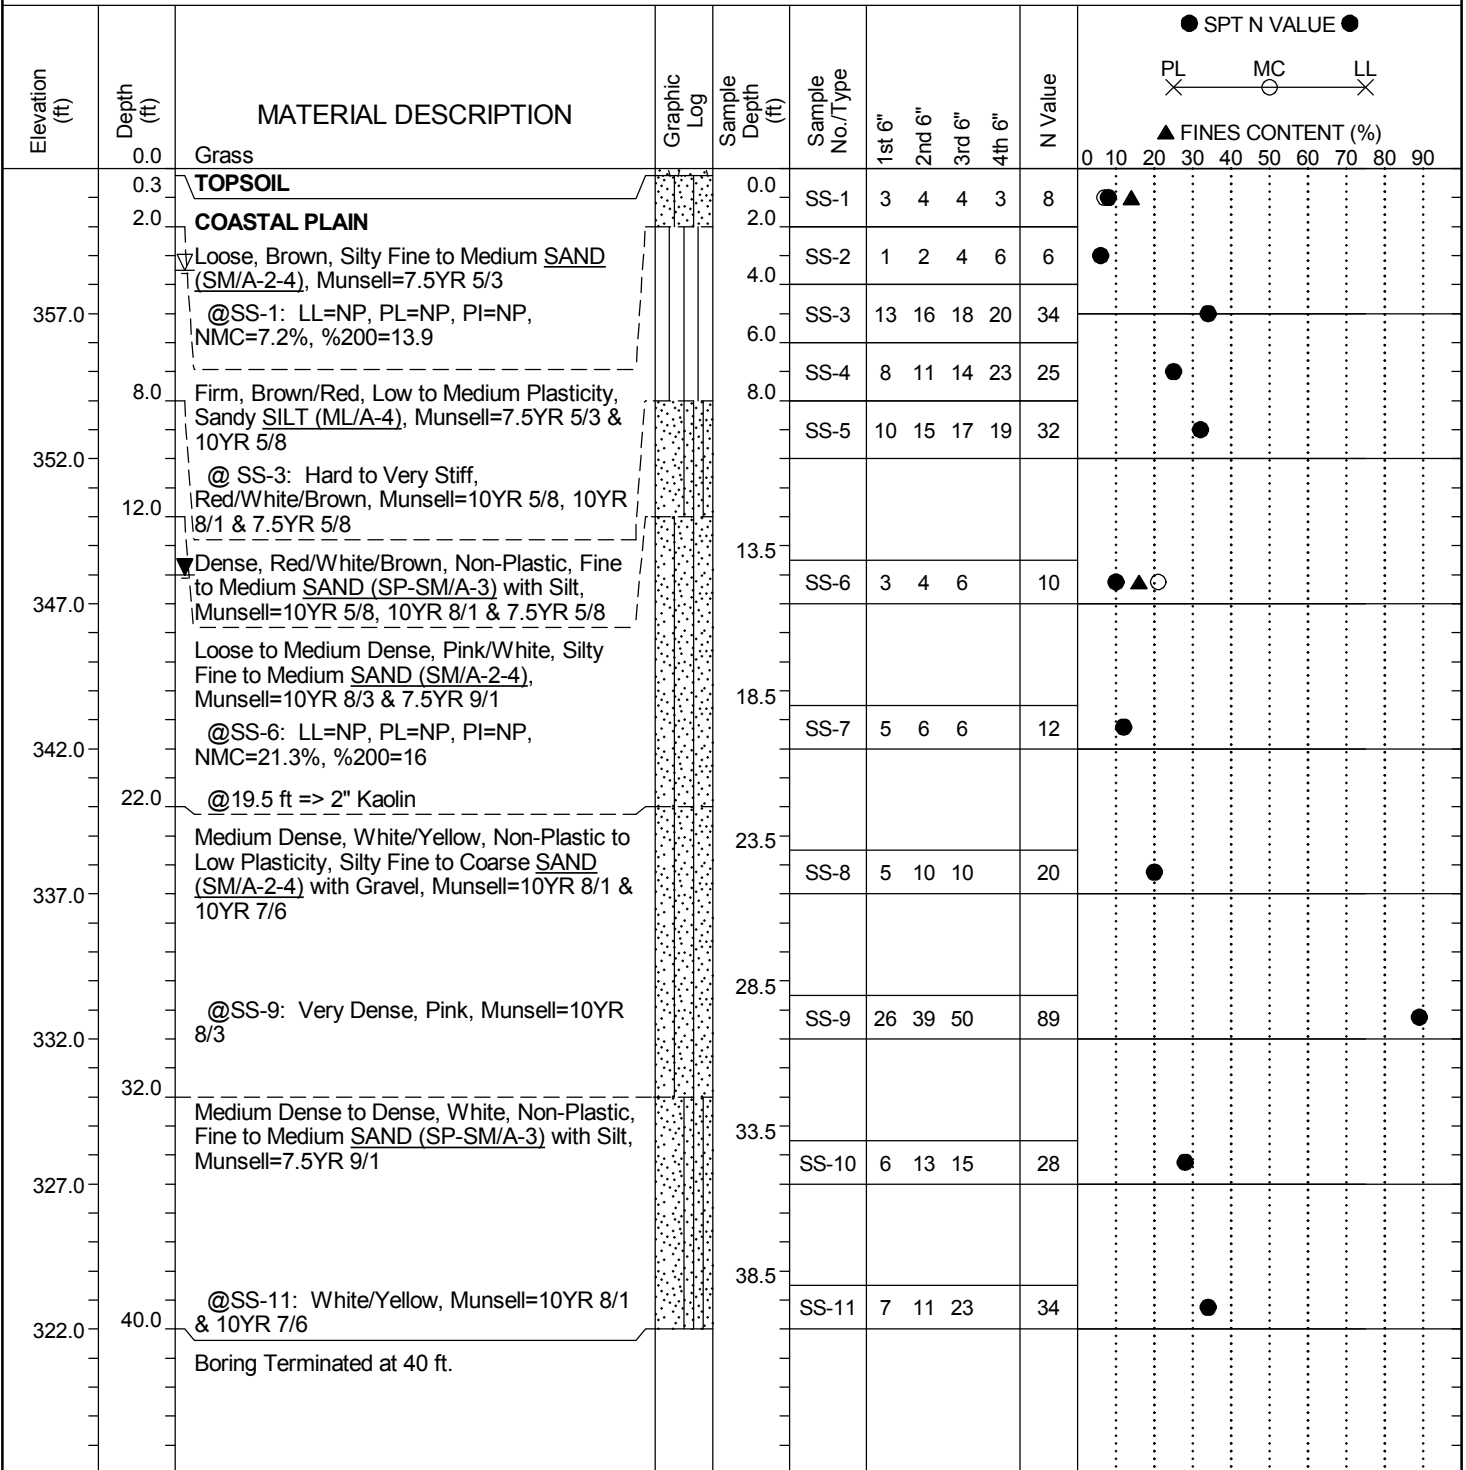 ● SPT N VALUE ●
PL MC LL
▲ FINES CONTENT (%)
0 10 20 30 40 50 60 70 80 90
Elevation (ft)
Depth (ft)
MATERIAL DESCRIPTION
Graphic Log
Sample Depth (ft)
Sample No./Type
1st 6"
2nd 6"
3rd 6"
4th 6"
N Value
0.0 Grass
0.3 TOPSOIL
0.0 SS-1 3 4 4 3 8
2.0 COASTAL PLAIN
2.0
Loose, Brown, Silty Fine to Medium SAND
(SM/A-2-4), Munsell=7.5YR 5/3
SS-2 1 2 4 6 6
4.0
@SS-1: LL=NP, PL=NP, PI=NP,
NMC=7.2%, %200=13.9
357.0
SS-3 13 16 18 20 34
6.0
SS-4 8 11 14 23 25
8.0
8.0
Firm, Brown/Red, Low to Medium Plasticity,
Sandy SILT (ML/A-4), Munsell=7.5YR 5/3 &
10YR 5/8
SS-5 10 15 17 19 32
352.0
@ SS-3: Hard to Very Stiff,
Red/White/Brown, Munsell=10YR 5/8, 10YR
8/1 & 7.5YR 5/8
12.0
13.5
Dense, Red/White/Brown, Non-Plastic, Fine
to Medium SAND (SP-SM/A-3) with Silt,
Munsell=10YR 5/8, 10YR 8/1 & 7.5YR 5/8
SS-6 3 4 6 10
347.0
Loose to Medium Dense, Pink/White, Silty
Fine to Medium SAND (SM/A-2-4),
Munsell=10YR 8/3 & 7.5YR 9/1
18.5
@SS-6: LL=NP, PL=NP, PI=NP,
NMC=21.3%, %200=16
SS-7 5 6 6 12
342.0
@19.5 ft => 2" Kaolin
22.0
23.5
Medium Dense, White/Yellow, Non-Plastic to
Low Plasticity, Silty Fine to Coarse SAND
(SM/A-2-4) with Gravel, Munsell=10YR 8/1 &
10YR 7/6
SS-8 5 10 10 20
337.0
28.5
@SS-9: Very Dense, Pink, Munsell=10YR
8/3
SS-9 26 39 50 89
332.0
32.0
Medium Dense to Dense, White, Non-Plastic,
Fine to Medium SAND (SP-SM/A-3) with Silt,
Munsell=7.5YR 9/1
33.5
SS-10 6 13 15 28
327.0
38.5
@SS-11: White/Yellow, Munsell=10YR 8/1
& 10YR 7/6
SS-11 7 11 23 34
322.0
40.0
Boring Terminated at 40 ft.